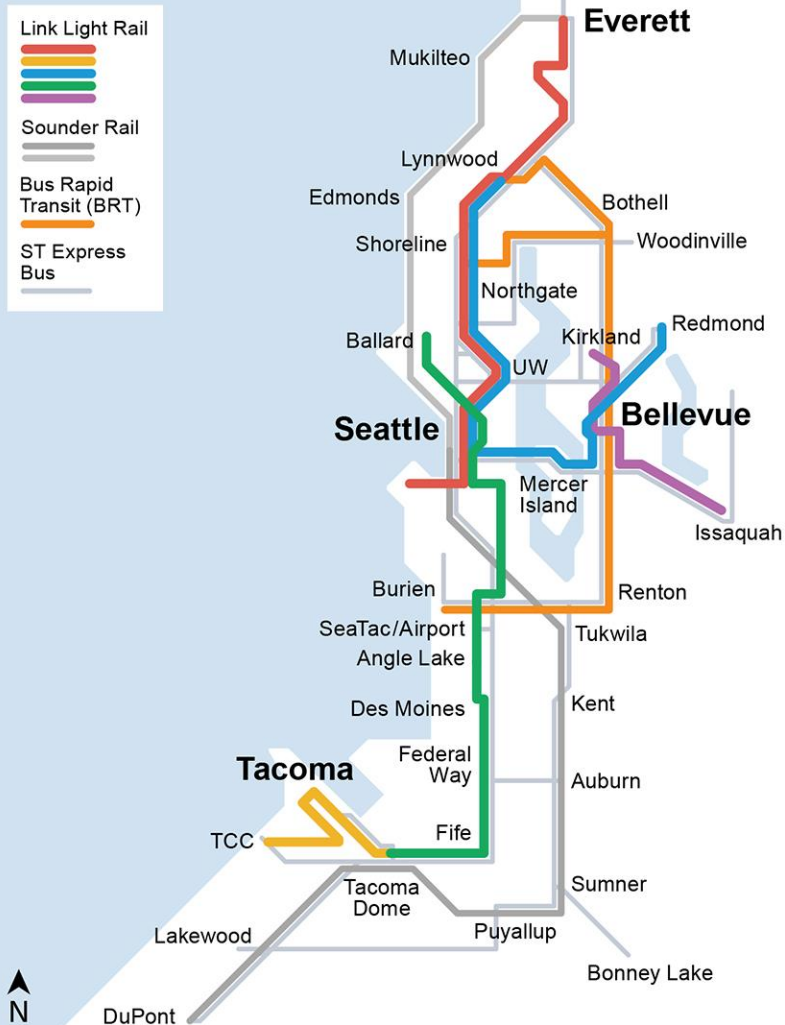 Link Light Rail
Sounder Rail
Bus Rapid
Transit (BRT)
ST Express
Bus
Everett
Mukilteo
Lynnwood
Edmonds
Bothell
Shoreline
Woodinville
Northgate
Ballard
Kirkland
Redmond
UW
Seattle
Bellevue
Mercer
Island
Issaquah
Burien
Renton
SeaTac/Airport
Tukwila
Angle Lake
Des Moines
Kent
Federal
Way
Auburn
Tacoma
TCC
Fife
Tacoma
Dome
Sumner
Puyallup
Lakewood
Bonney Lake
DuPont
N